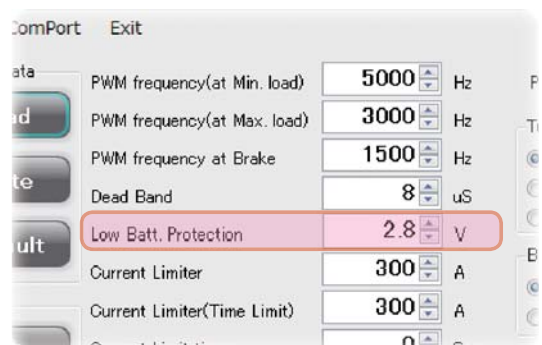 ComPort Exit
ata
PWM frequency(at Min. load) 5000 Hz
ad
PWM frequency(at Max. load) 3000 Hz
PWM frequency at Brake 1500 Hz
te
Dead Band 8 uS
ult
Low Batt. Protection 2.8 V
Current Limiter 300 A
Current Limiter(Time Limit) 300 A